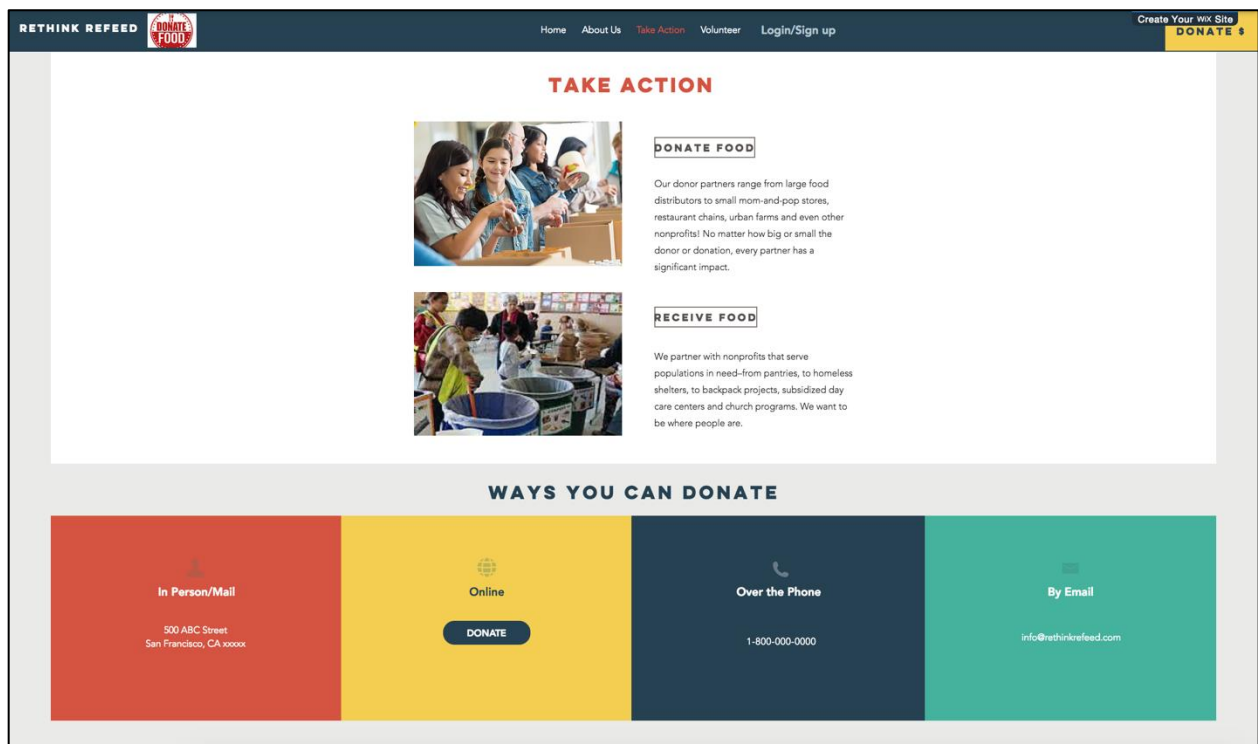 RETHINK REFEED
DONATE
FOOD
Home About Us Take Action Volunteer Login/Sign up
Create Your WiX Site
DONATE $
TAKE ACTION
DONATE FOOD
Our donor partners range from large food
distributors to small mom-and-pop stores,
restaurant chains, urban farms and even other
nonprofits! No matter how big or small the
donor or donation, every partner has a
significant impact.
RECEIVE FOOD
We partner with nonprofits that serve
populations in need–from pantries, to homeless
shelters, to backpack projects, subsidized day
care centers and church programs. We want to
be where people are.
WAYS YOU CAN DONATE
In Person/Mail
500 ABC Street
San Francisco, CA xxxxx
Online
DONATE
Over the Phone
1-800-000-0000
By Email
info@rethinkrefeed.com